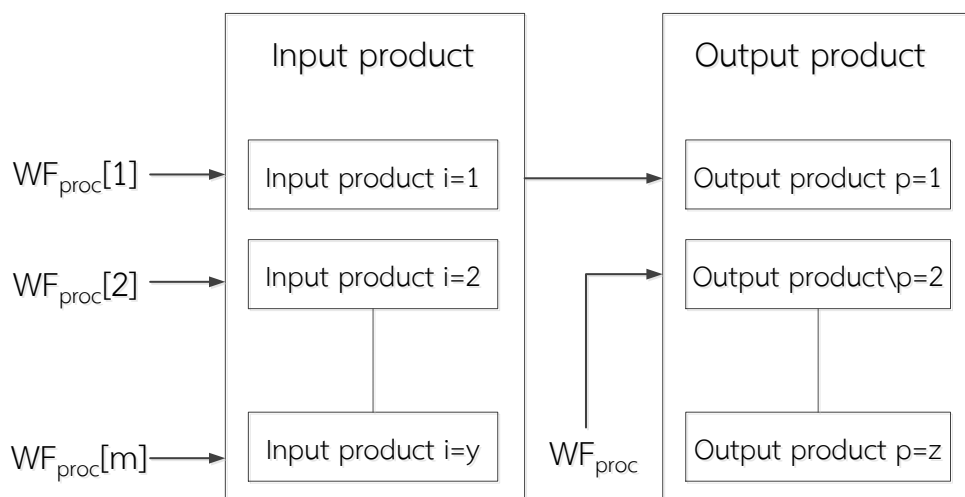 Input product
Output product
WFproc[1]
Input product i=1
Output product p=1
WFproc[2]
Input product i=2
Output product\p=2
WFproc[m]
Input product i=y
WFproc
Output product p=z